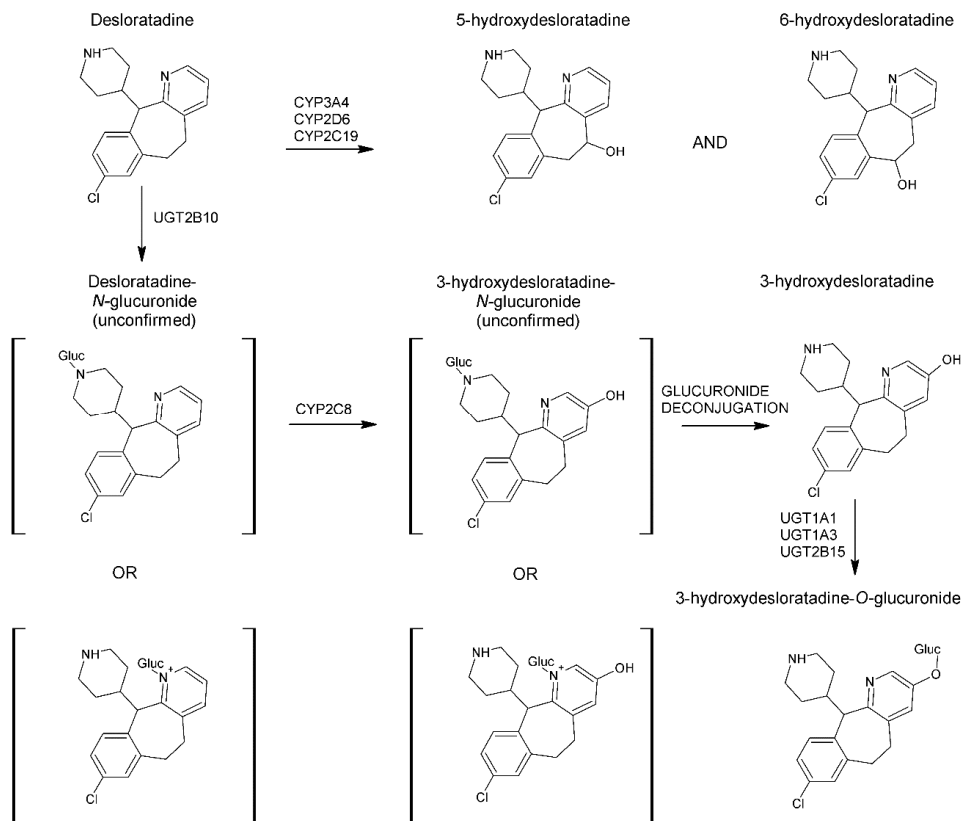 Desloratadine
5-hydroxydesloratadine
6-hydroxydesloratadine
NH
N
Cl
CYP3A4
CYP2D6
CYP2C19
NH
N
OH
Cl
AND
NH
N
OH
Cl
UGT2B10
Desloratadine-
N-glucuronide
(unconfirmed)
3-hydroxydesloratadine-
N-glucuronide
(unconfirmed)
3-hydroxydesloratadine
Gluc
N
N
Cl
CYP2C8
Gluc
N
N
OH
Cl
GLUCURONIDE
DECONJUGATION
NH
N
OH
Cl
UGT1A1
UGT1A3
UGT2B15
OR
OR
3-hydroxydesloratadine-O-glucuronide
NH
Gluc
N+
Cl
NH
Gluc
N+
OH
Cl
NH
N
Gluc
O
Cl